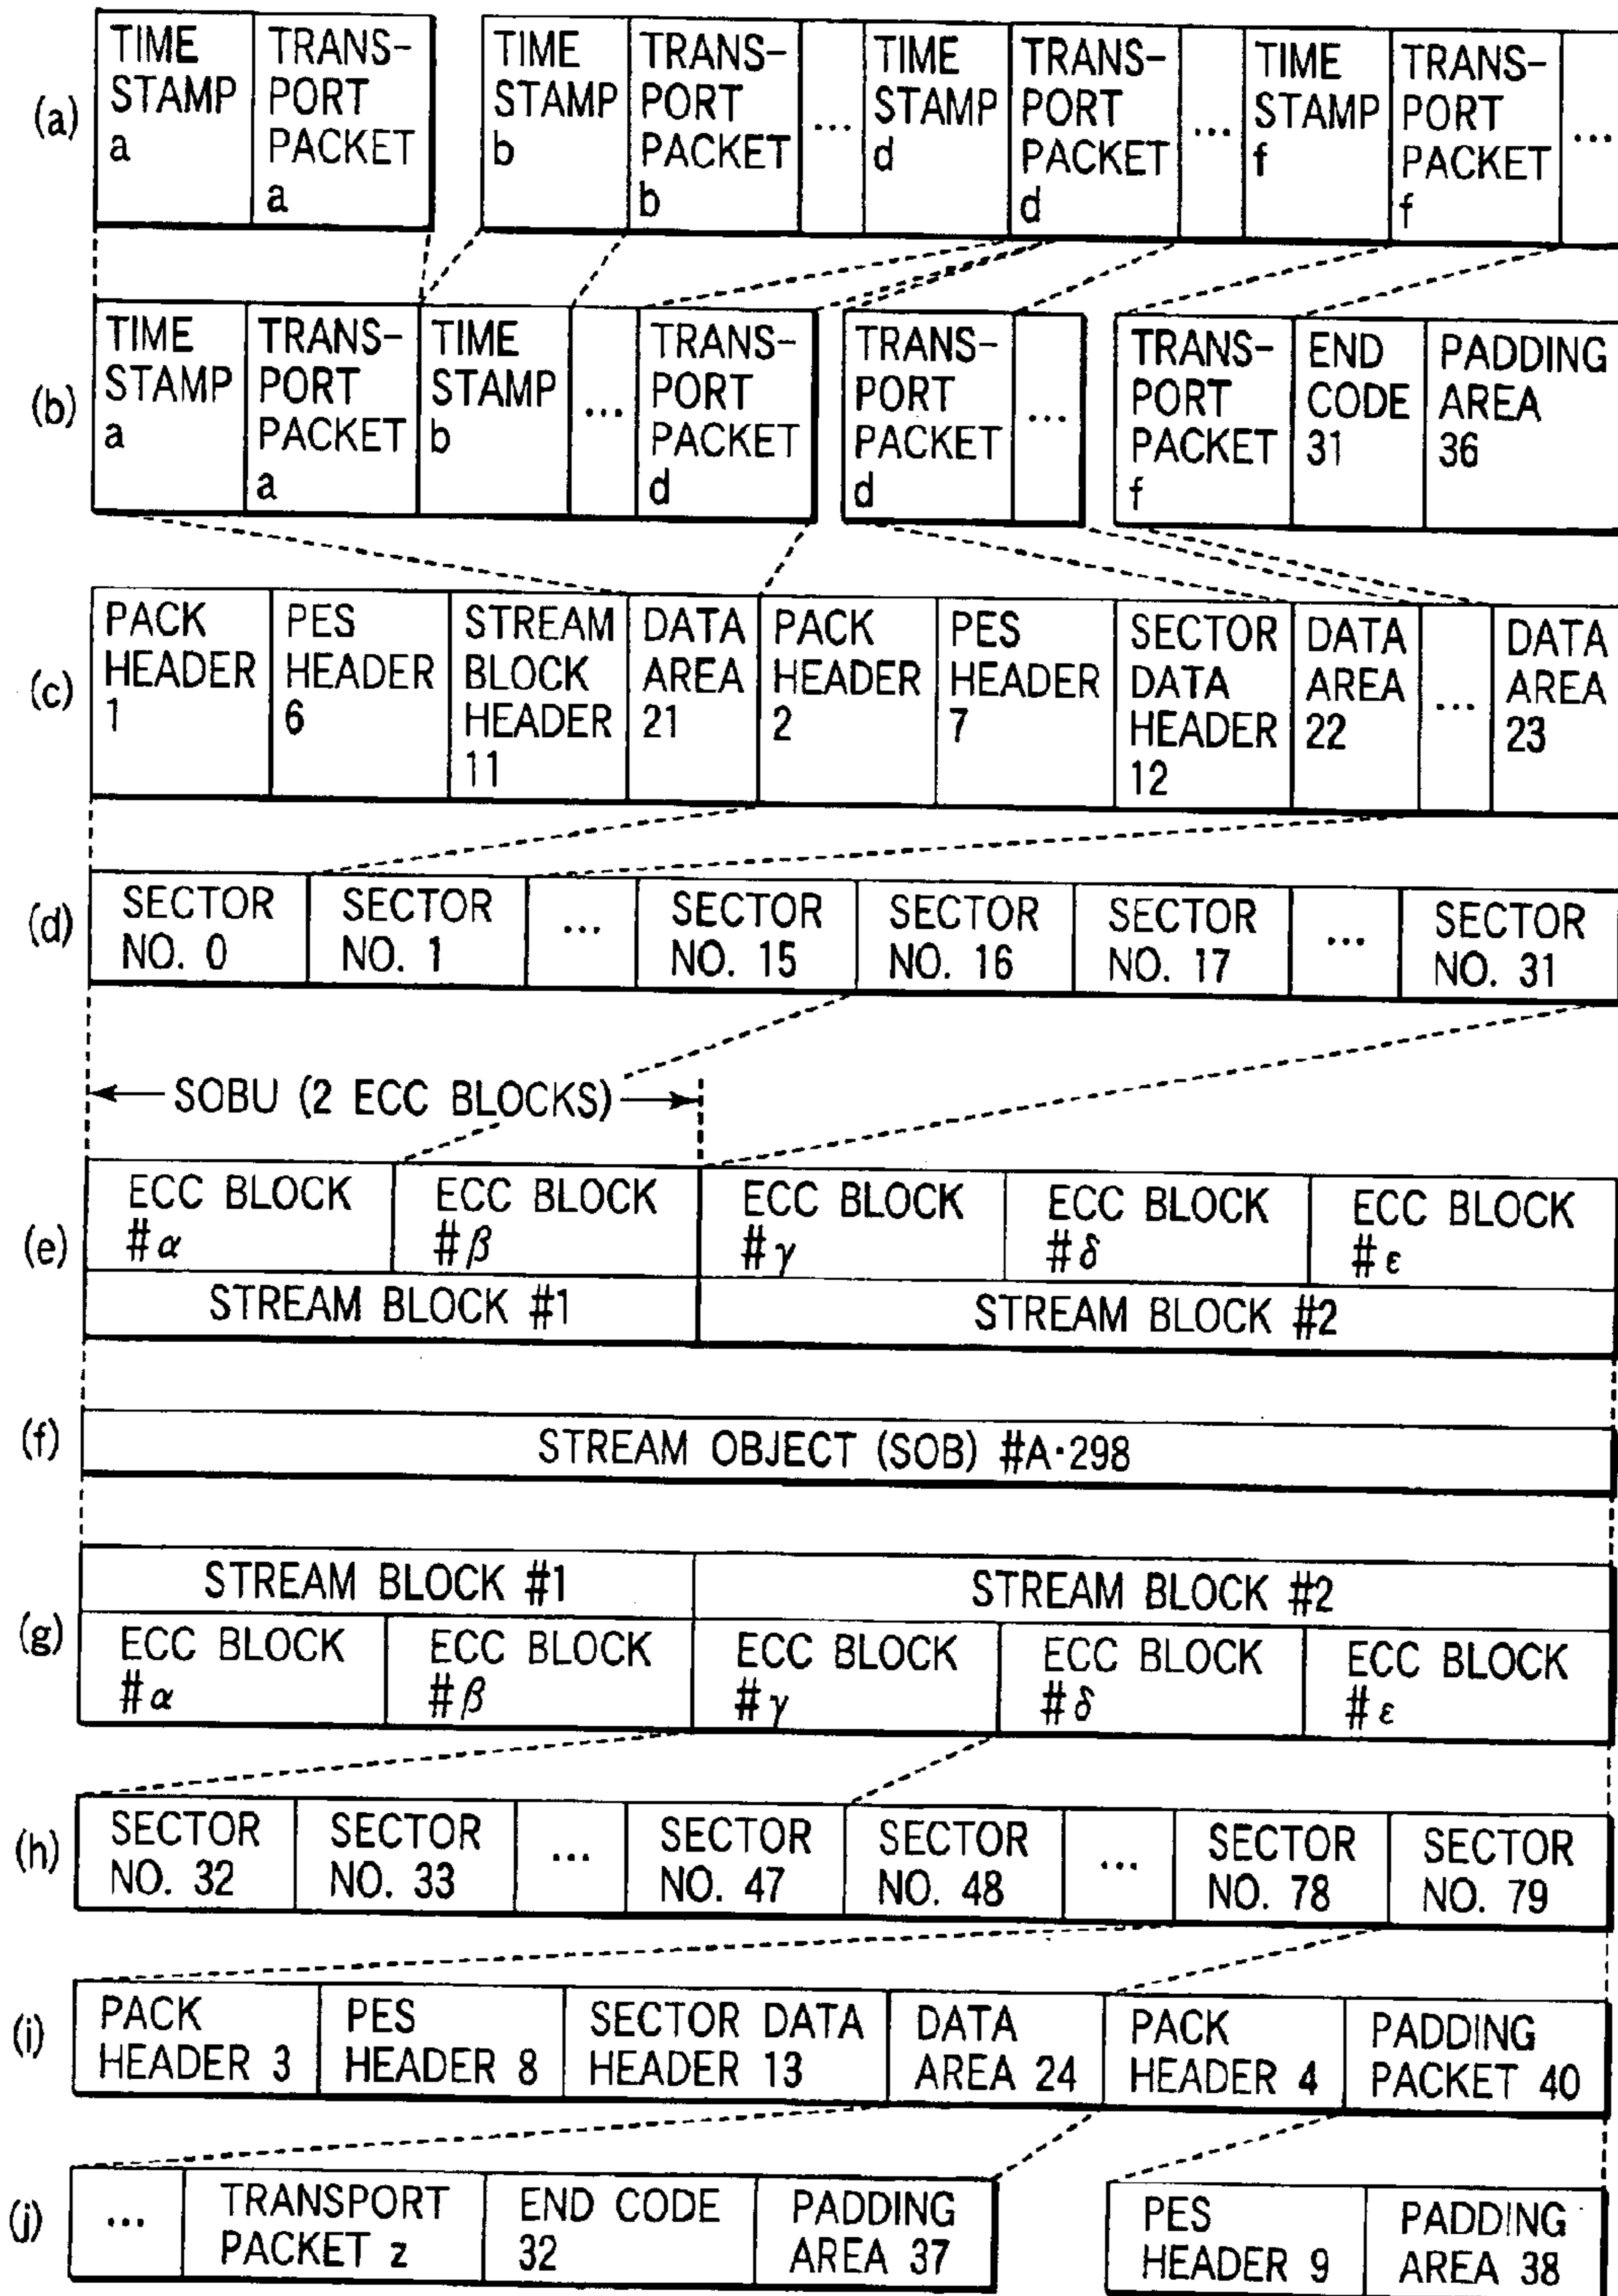 (a)
TIME STAMP a
TRANS- PORT PACKET a
TIME STAMP b
TRANS- PORT PACKET b
...
TIME STAMP d
TRANS- PORT PACKET d
...
TIME STAMP f
TRANS- PORT PACKET f
...
(b)
TIME STAMP a
TRANS- PORT PACKET a
TIME STAMP b
...
TRANS- PORT PACKET d
TRANS- PORT PACKET d
...
TRANS- PORT PACKET f
END CODE 31
PADDING AREA 36
(c)
PACK HEADER 1
PES HEADER 6
STREAM BLOCK HEADER 11
DATA AREA 21
PACK HEADER 2
PES HEADER 7
SECTOR DATA HEADER 12
DATA AREA 22
...
DATA AREA 23
(d)
SECTOR NO. 0
SECTOR NO. 1
...
SECTOR NO. 15
SECTOR NO. 16
SECTOR NO. 17
...
SECTOR NO. 31
SOBU (2 ECC BLOCKS)
(e)
ECC BLOCK #α
ECC BLOCK #β
ECC BLOCK #γ
ECC BLOCK #δ
ECC BLOCK #ε
STREAM BLOCK #1
STREAM BLOCK #2
(f)
STREAM OBJECT (SOB) #A·298
(g)
STREAM BLOCK #1
STREAM BLOCK #2
ECC BLOCK #α
ECC BLOCK #β
ECC BLOCK #γ
ECC BLOCK #δ
ECC BLOCK #ε
(h)
SECTOR NO. 32
SECTOR NO. 33
...
SECTOR NO. 47
SECTOR NO. 48
...
SECTOR NO. 78
SECTOR NO. 79
(i)
PACK HEADER 3
PES HEADER 8
SECTOR DATA HEADER 13
DATA AREA 24
PACK HEADER 4
PADDING PACKET 40
(j)
...
TRANSPORT PACKET z
END CODE 32
PADDING AREA 37
PES HEADER 9
PADDING AREA 38